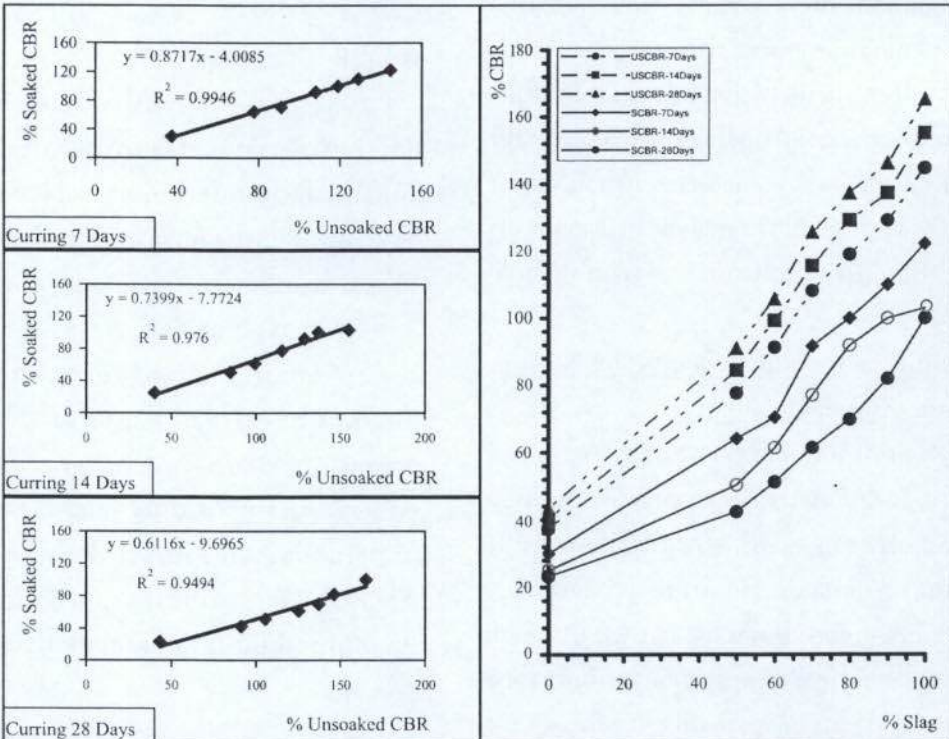 160
120
80
40
0
% Soaked CBR
y = 0.8717x - 4.0085
R² = 0.9946
0 40 80 120 160
% Unsoaked CBR
Curring 7 Days
160
120
80
40
0
% Soaked CBR
y = 0.7399x - 7.7724
R² = 0.976
0 50 100 150 200
% Unsoaked CBR
Curring 14 Days
160
120
80
40
0
% Soaked CBR
y = 0.6116x - 9.6965
R² = 0.9494
0 50 100 150 200
% Unsoaked CBR
Curring 28 Days
% CBR
180
160
140
120
100
80
60
40
20
0
USCBR-7Days
USCBR-14Days
USCBR-28Days
SCBR-7Days
SCBR-14Days
SCBR-28Days
0 20 40 60 80 100
% Slag